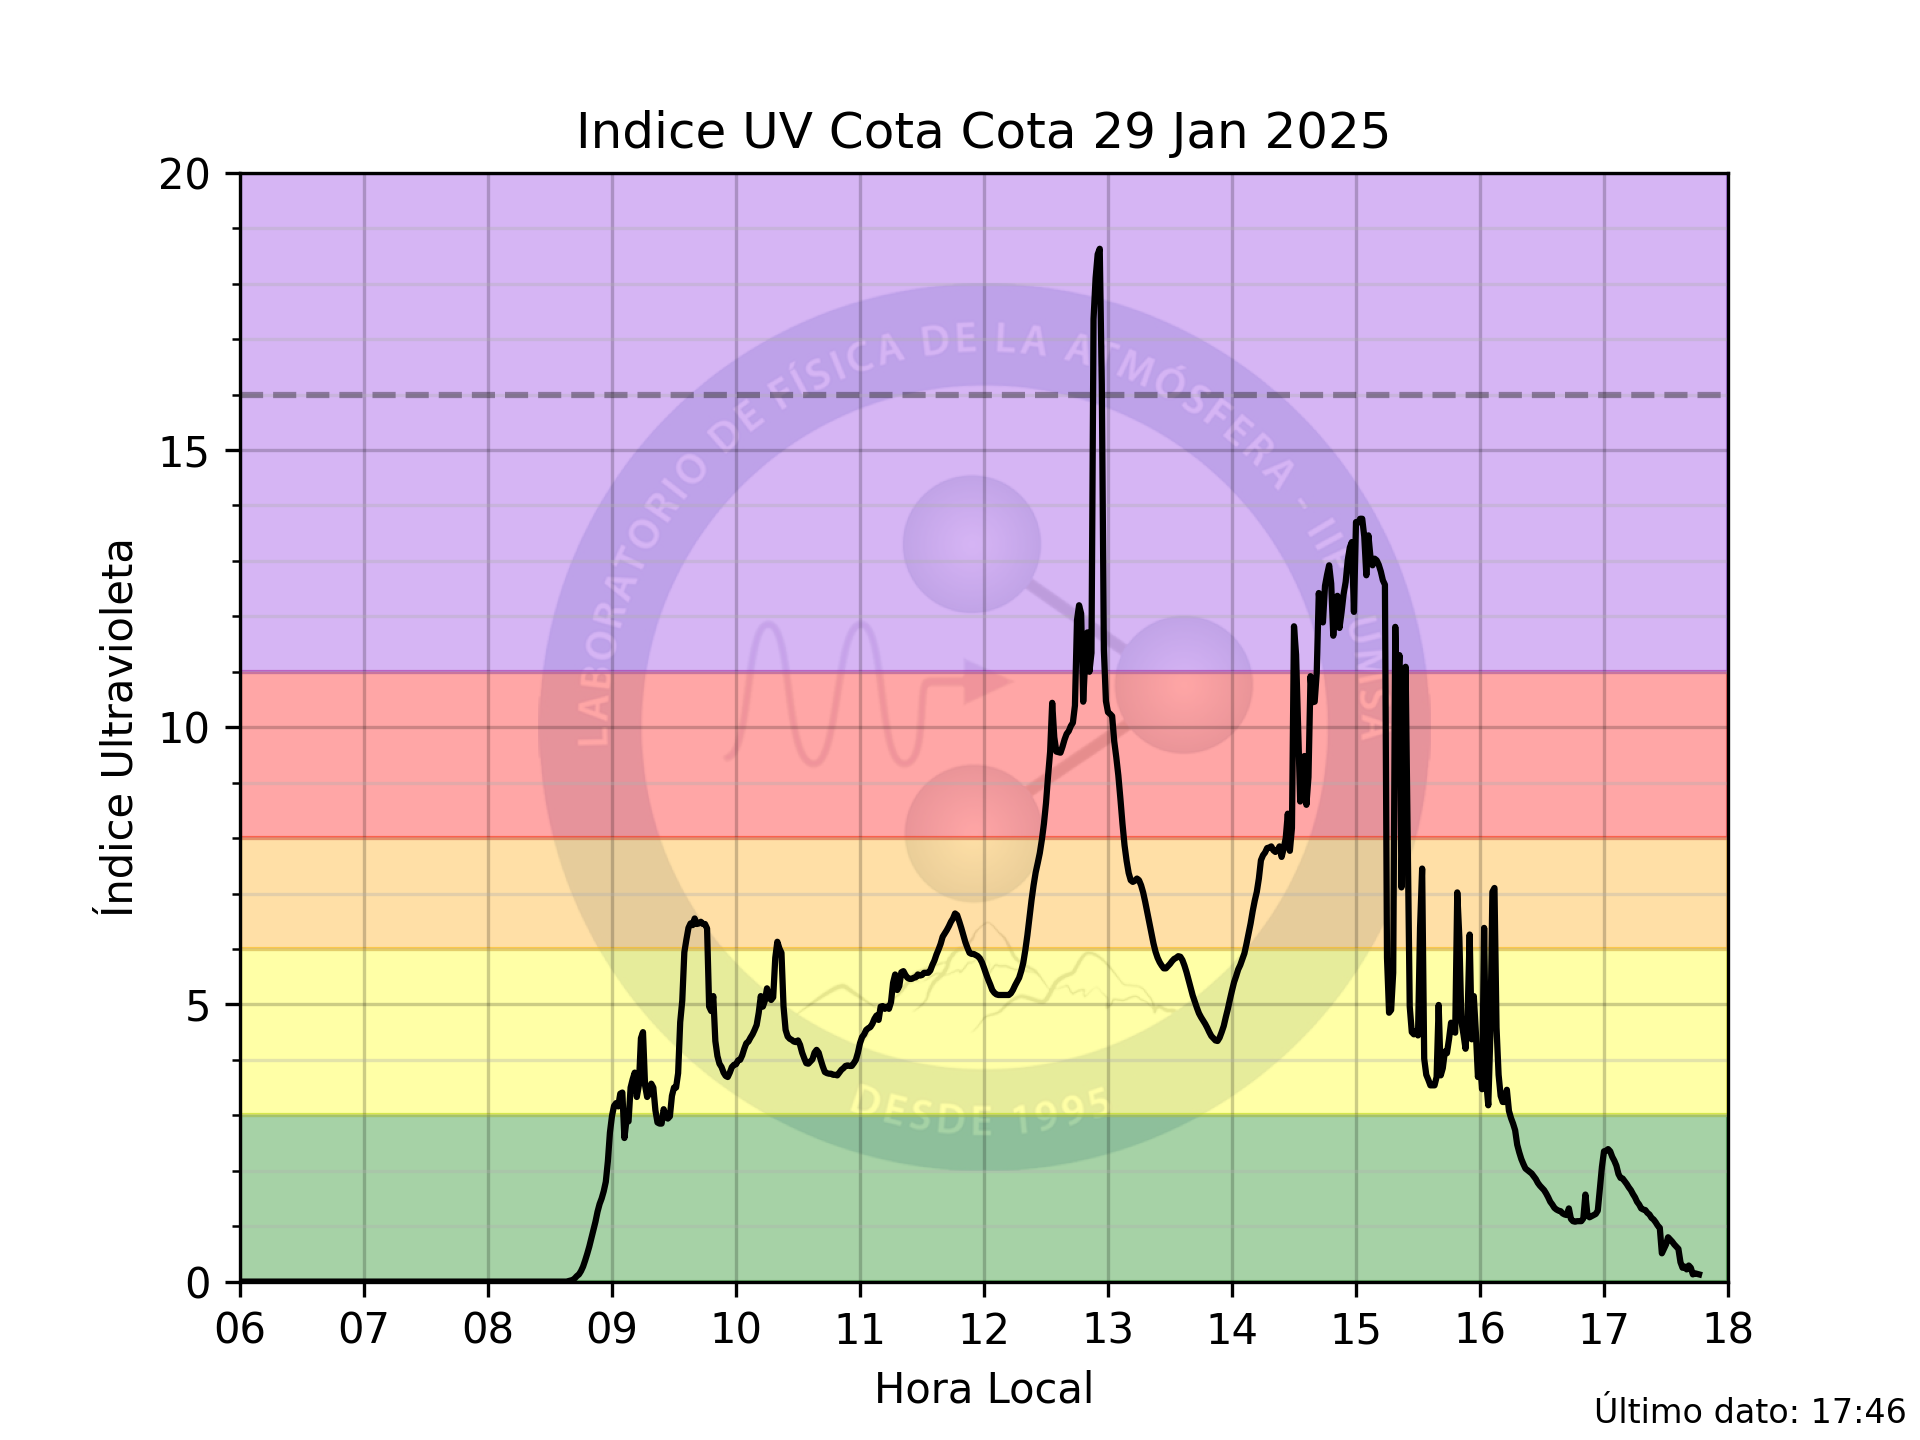 Indice UV Cota Cota 29 Jan 2025
20
15
10
5
0
Índice Ultravioleta
LABORATORIO DE FÍSICA DE LA ATMÓSFERA - IIF UMSA
DESDE 1995
06 07 08 09 10 11 12 13 14 15 16 17 18
Hora Local
Último dato: 17:46